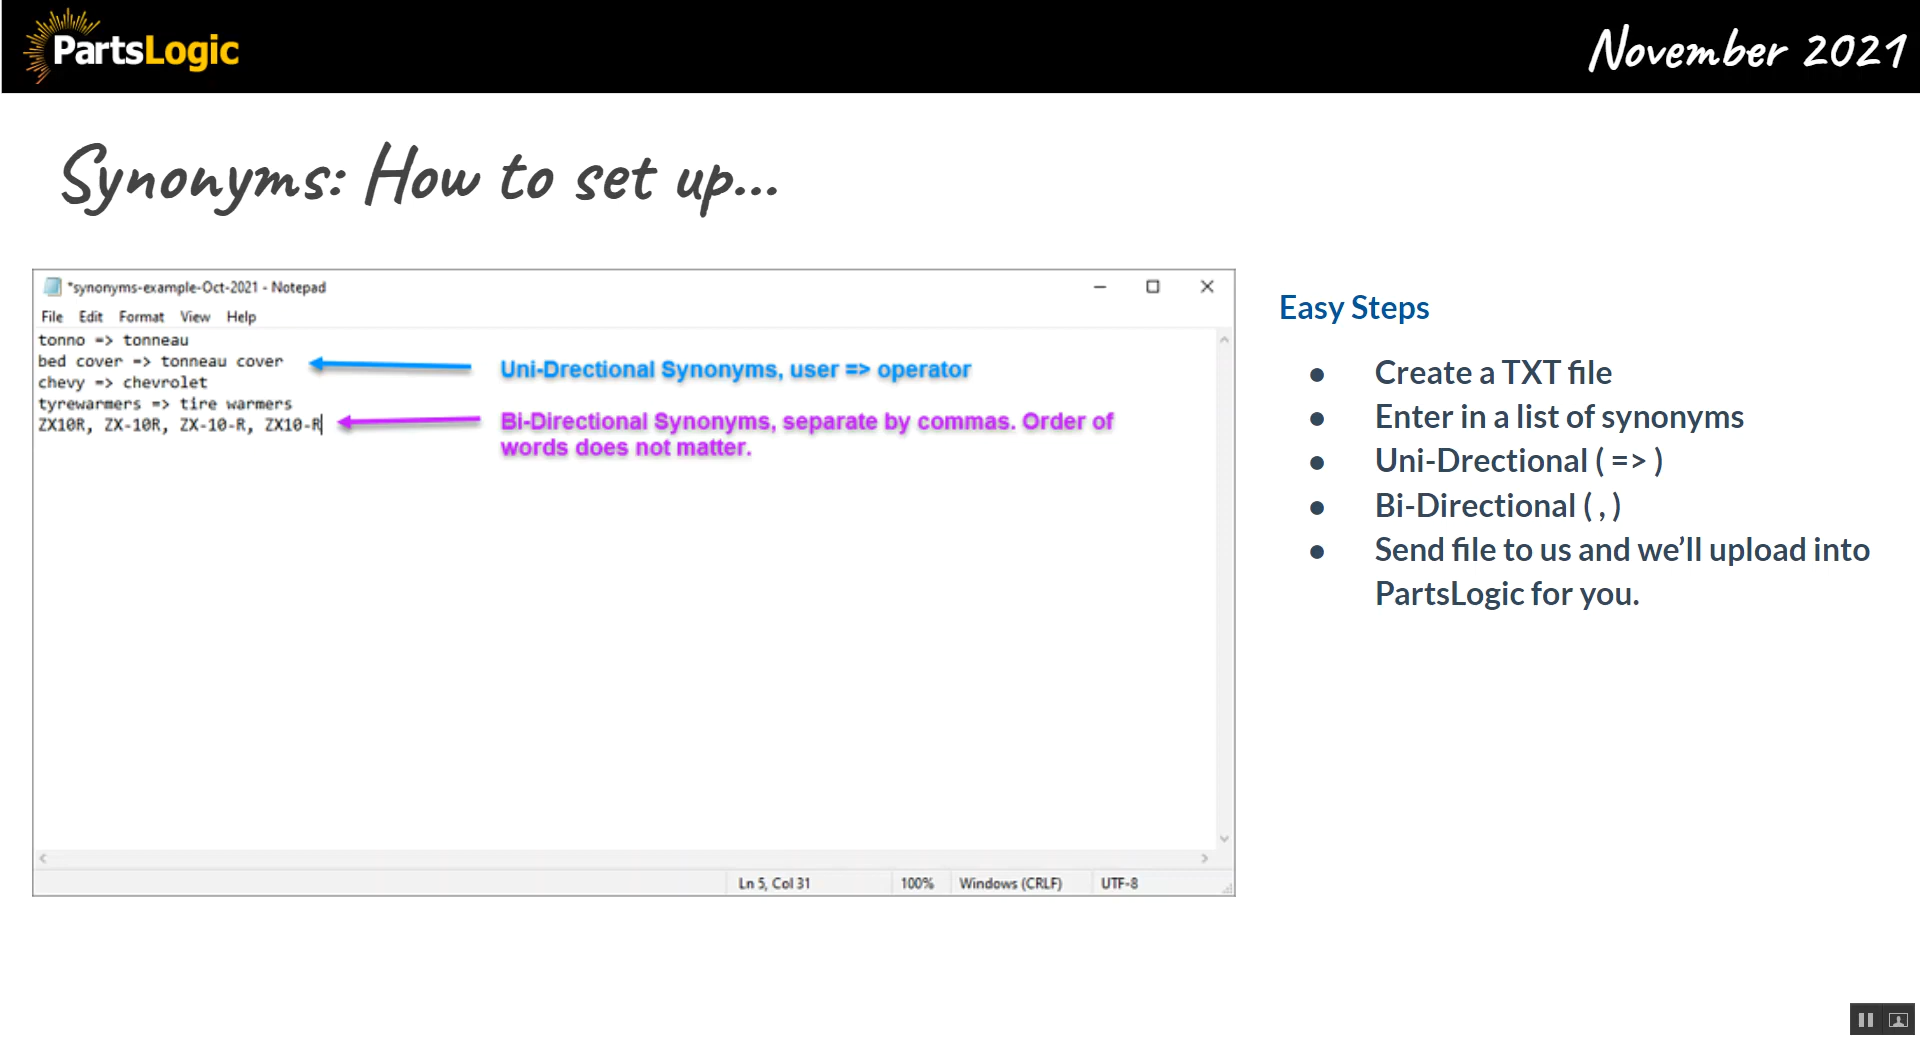 PartsLogic
November 2021
Synonyms: How to set up...
*synonyms-example-Oct-2021 - Notepad
File Edit Format View Help
tonno => tonneau
bed cover => tonneau cover
chevy => chevrolet
tyrewarmers => tire warmers
ZX10R, ZX-10R, ZX-10-R, ZX10-R
Uni-Drectional Synonyms, user => operator
Bi-Directional Synonyms, separate by commas. Order of
words does not matter.
Ln 5, Col 31
100%
Windows (CRLF)
UTF-8
Easy Steps
● Create a TXT file
● Enter in a list of synonyms
● Uni-Drectional ( => )
● Bi-Directional ( , )
● Send file to us and we’ll upload into
PartsLogic for you.